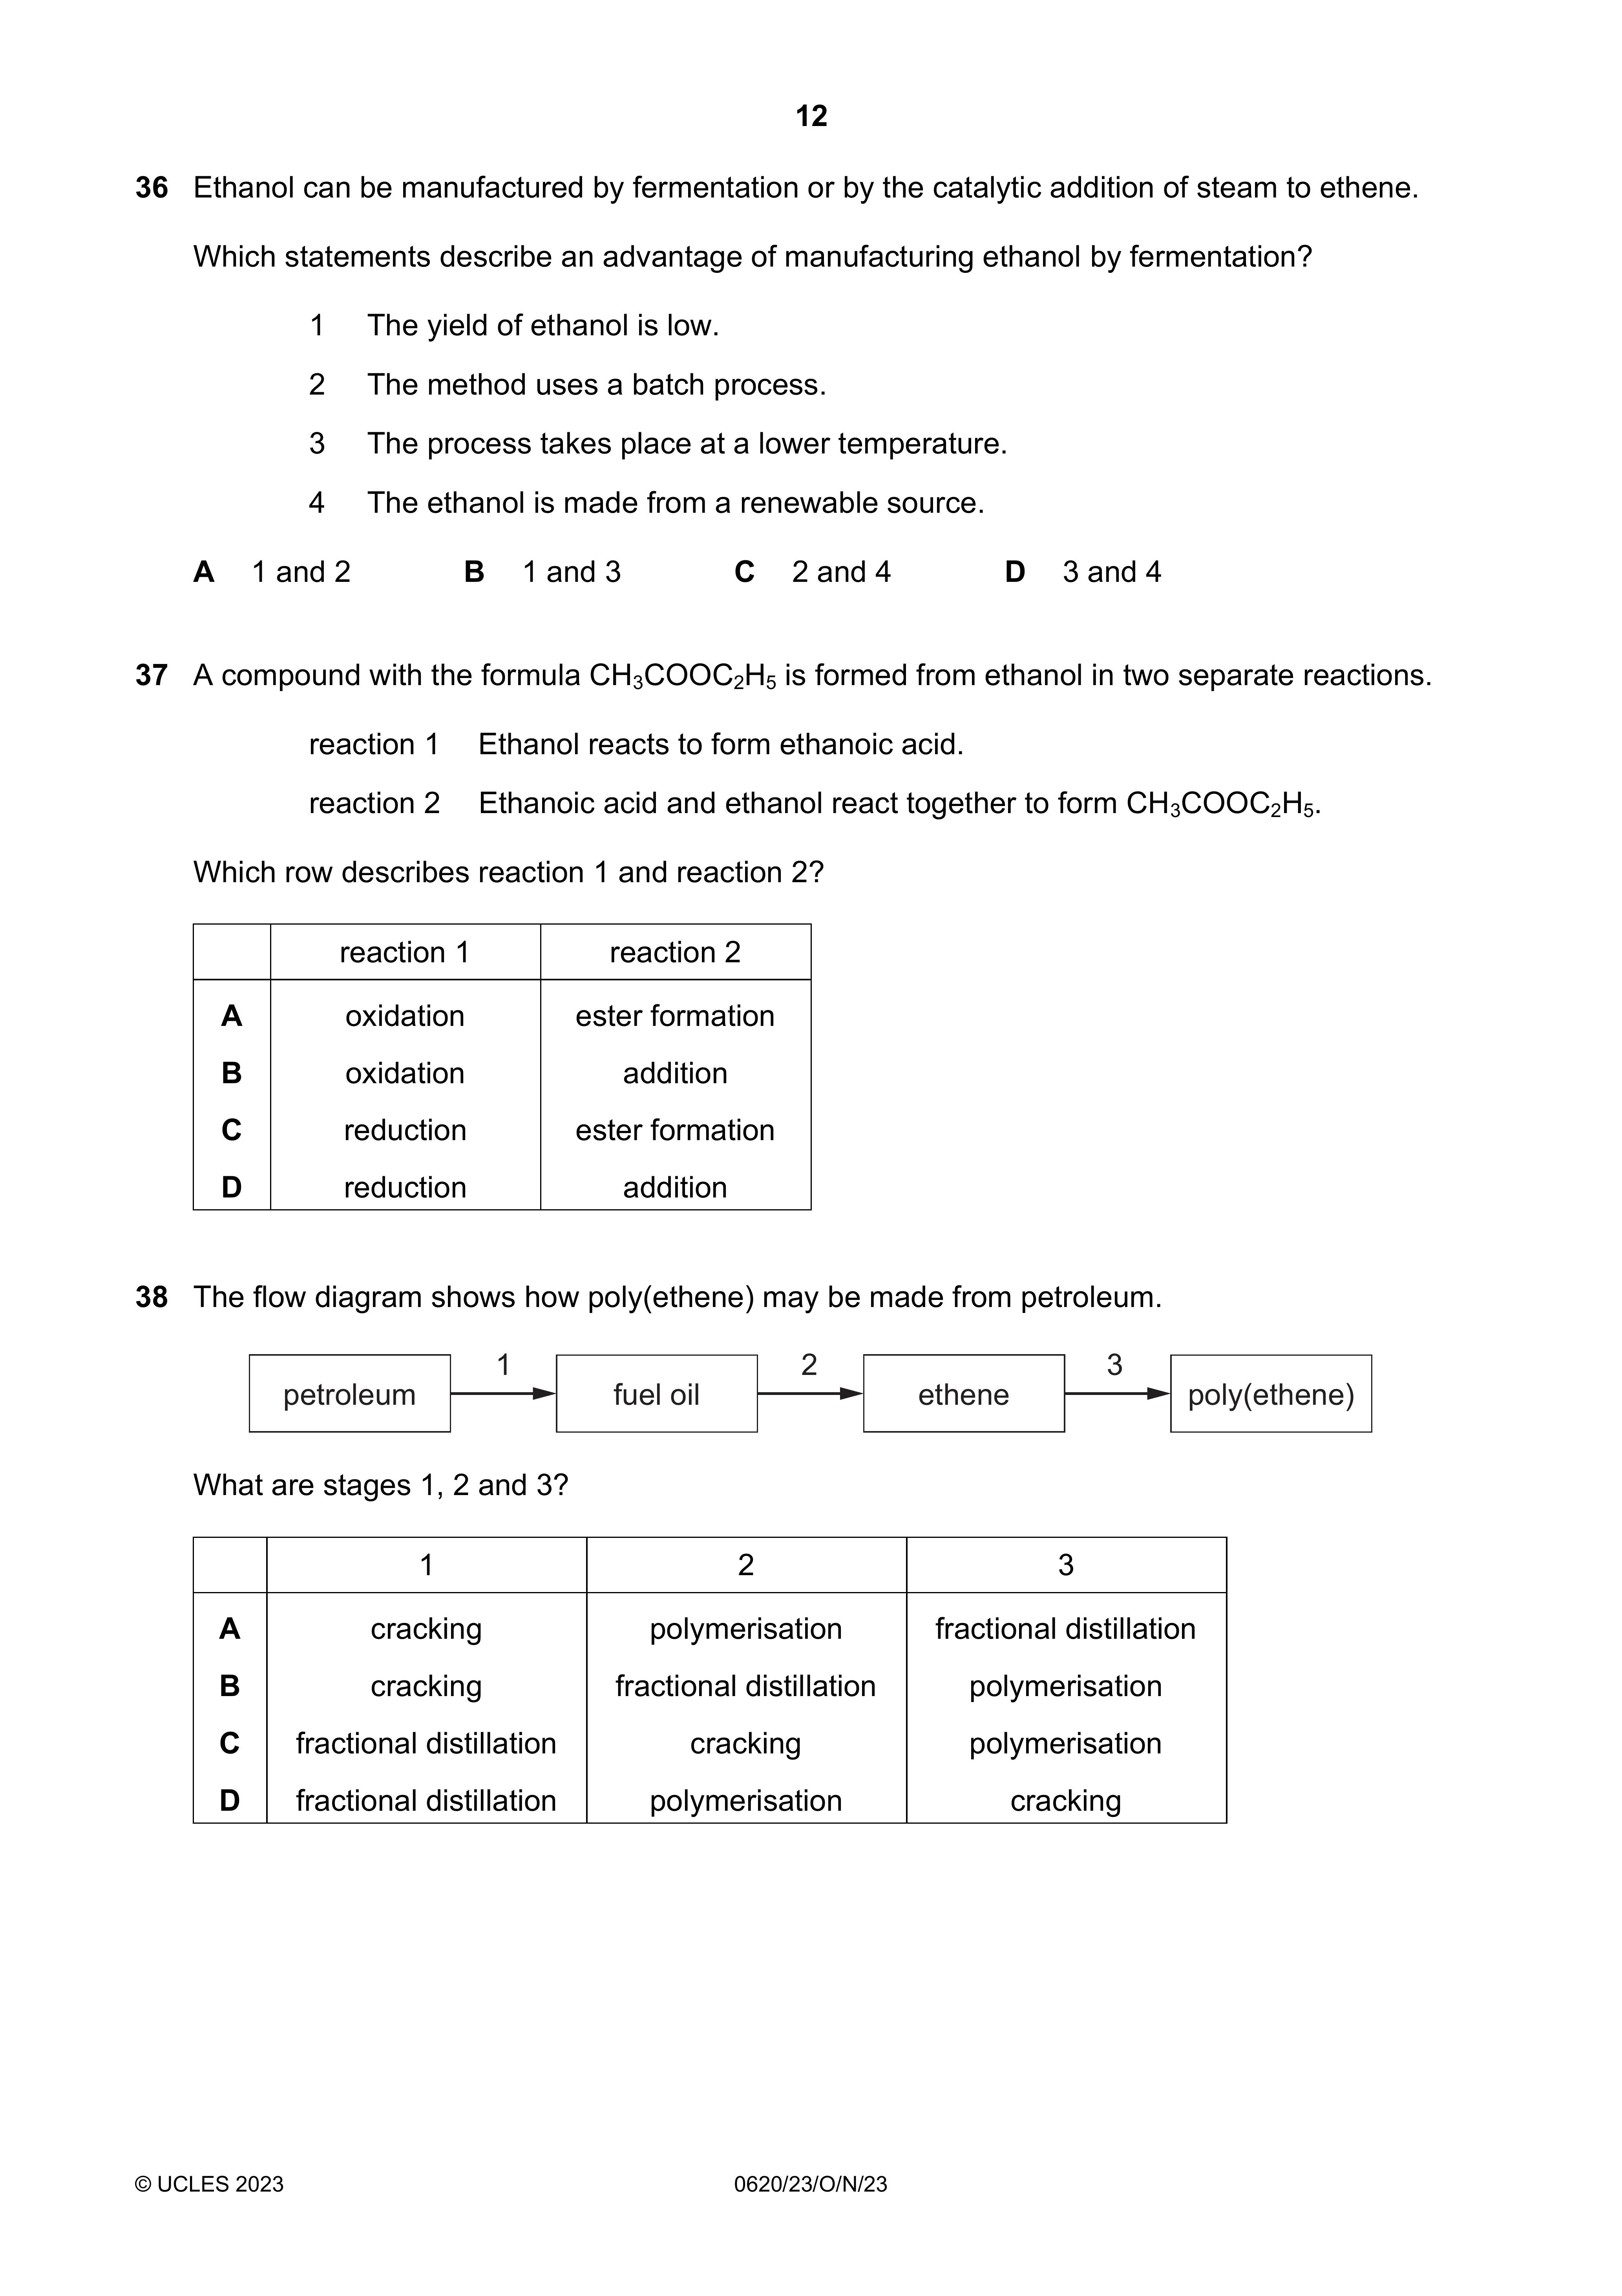 12
36 Ethanol can be manufactured by fermentation or by the catalytic addition of steam to ethene.
Which statements describe an advantage of manufacturing ethanol by fermentation?
1 The yield of ethanol is low.
2 The method uses a batch process.
3 The process takes place at a lower temperature.
4 The ethanol is made from a renewable source.
A 1 and 2 B 1 and 3 C 2 and 4 D 3 and 4
37 A compound with the formula CH₃COOC₂H₅ is formed from ethanol in two separate reactions.
reaction 1 Ethanol reacts to form ethanoic acid.
reaction 2 Ethanoic acid and ethanol react together to form CH₃COOC₂H₅.
Which row describes reaction 1 and reaction 2?
reaction 1 reaction 2
A oxidation ester formation
B oxidation addition
C reduction ester formation
D reduction addition
38 The flow diagram shows how poly(ethene) may be made from petroleum.
1 2 3
petroleum fuel oil ethene poly(ethene)
What are stages 1, 2 and 3?
1 2 3
A cracking polymerisation fractional distillation
B cracking fractional distillation polymerisation
C fractional distillation cracking polymerisation
D fractional distillation polymerisation cracking
© UCLES 2023 0620/23/O/N/23